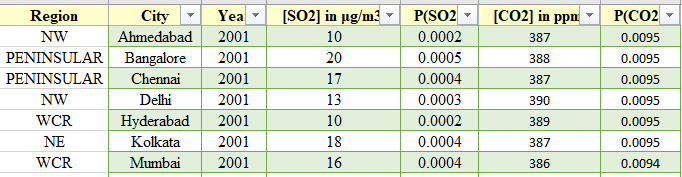 Region City Yea [SO2] in µg/m3 P(SO2 [CO2] in ppm P(CO2
NW Ahmedabad 2001 10 0.0002 387 0.0095
PENINSULAR Bangalore 2001 20 0.0005 388 0.0095
PENINSULAR Chennai 2001 17 0.0004 387 0.0095
NW Delhi 2001 13 0.0003 390 0.0095
WCR Hyderabad 2001 10 0.0002 389 0.0095
NE Kolkata 2001 18 0.0004 387 0.0095
WCR Mumbai 2001 16 0.0004 386 0.0094